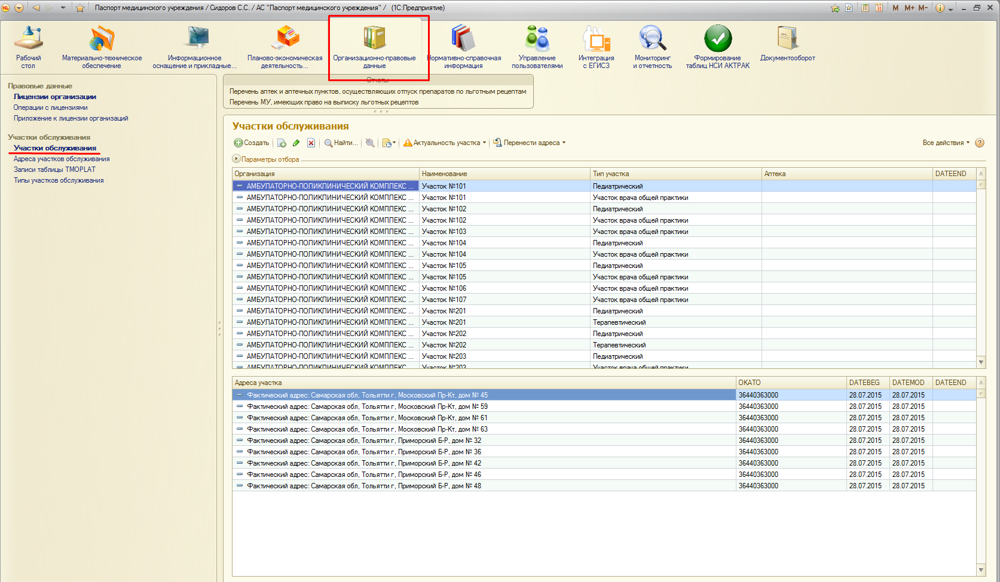 Паспорт медицинского учреждения / Сидоров С.С. / АС "Паспорт медицинского учреждения" / (1С:Предприятие)
M M+ M-
Рабочий
стол
Материально-техническое
обеспечение
Информационное
оснащение и прикладные...
Планово-экономическая
деятельность...
Организационно-правовые
данные
Нормативно-справочная
информация
Управление
пользователями
Интеграция
с ЕГИСЗ
Мониторинг
и отчетность
Формирование
таблиц НСИ АКТРАК
Документооборот
Правовые данные
Лицензии организации
Операции с лицензиями
Приложение к лицензии организаций
Участки обслуживания
Участки обслуживания
Адреса участков обслуживания
Записи таблицы TMOPLAT
Типы участков обслуживания
Отчеты
Перечень аптек и аптечных пунктов, осуществляющих отпуск препаратов по льготным рецептам
Перечень МУ, имеющих право на выписку льготных рецептов
Участки обслуживания
Создать Найти... Актуальность участка Перенести адреса Все действия ?
Параметры отбора
Организация Наименование Тип участка Аптека DATEEND
АМБУЛАТОРНО-ПОЛИКЛИНИЧЕСКИЙ КОМПЛЕКС ... Участок №101 Педиатрический
АМБУЛАТОРНО-ПОЛИКЛИНИЧЕСКИЙ КОМПЛЕКС ... Участок №101 Участок врача общей практики
АМБУЛАТОРНО-ПОЛИКЛИНИЧЕСКИЙ КОМПЛЕКС ... Участок №102 Педиатрический
АМБУЛАТОРНО-ПОЛИКЛИНИЧЕСКИЙ КОМПЛЕКС ... Участок №102 Участок врача общей практики
АМБУЛАТОРНО-ПОЛИКЛИНИЧЕСКИЙ КОМПЛЕКС ... Участок №103 Участок врача общей практики
АМБУЛАТОРНО-ПОЛИКЛИНИЧЕСКИЙ КОМПЛЕКС ... Участок №104 Педиатрический
АМБУЛАТОРНО-ПОЛИКЛИНИЧЕСКИЙ КОМПЛЕКС ... Участок №104 Участок врача общей практики
АМБУЛАТОРНО-ПОЛИКЛИНИЧЕСКИЙ КОМПЛЕКС ... Участок №105 Педиатрический
АМБУЛАТОРНО-ПОЛИКЛИНИЧЕСКИЙ КОМПЛЕКС ... Участок №105 Участок врача общей практики
АМБУЛАТОРНО-ПОЛИКЛИНИЧЕСКИЙ КОМПЛЕКС ... Участок №106 Участок врача общей практики
АМБУЛАТОРНО-ПОЛИКЛИНИЧЕСКИЙ КОМПЛЕКС ... Участок №107 Участок врача общей практики
АМБУЛАТОРНО-ПОЛИКЛИНИЧЕСКИЙ КОМПЛЕКС ... Участок №201 Педиатрический
АМБУЛАТОРНО-ПОЛИКЛИНИЧЕСКИЙ КОМПЛЕКС ... Участок №201 Терапевтический
АМБУЛАТОРНО-ПОЛИКЛИНИЧЕСКИЙ КОМПЛЕКС ... Участок №202 Педиатрический
АМБУЛАТОРНО-ПОЛИКЛИНИЧЕСКИЙ КОМПЛЕКС ... Участок №202 Терапевтический
АМБУЛАТОРНО-ПОЛИКЛИНИЧЕСКИЙ КОМПЛЕКС ... Участок №203 Педиатрический
АМБУЛАТОРНО-ПОЛИКЛИНИЧЕСКИЙ КОМПЛЕКС ... Участок №203 Участок врача общей практики
Адреса участка ОКАТО DATEBEG DATEMOD DATEEND
Фактический адрес: Самарская обл, Тольятти г, Московский Пр-Кт, дом № 45 36440363000 28.07.2015 28.07.2015
Фактический адрес: Самарская обл, Тольятти г, Московский Пр-Кт, дом № 59 36440363000 28.07.2015 28.07.2015
Фактический адрес: Самарская обл, Тольятти г, Московский Пр-Кт, дом № 61 36440363000 28.07.2015 28.07.2015
Фактический адрес: Самарская обл, Тольятти г, Московский Пр-Кт, дом № 63 36440363000 28.07.2015 28.07.2015
Фактический адрес: Самарская обл, Тольятти г, Приморский Б-Р, дом № 32 36440363000 28.07.2015 28.07.2015
Фактический адрес: Самарская обл, Тольятти г, Приморский Б-Р, дом № 36 36440363000 28.07.2015 28.07.2015
Фактический адрес: Самарская обл, Тольятти г, Приморский Б-Р, дом № 42 36440363000 28.07.2015 28.07.2015
Фактический адрес: Самарская обл, Тольятти г, Приморский Б-Р, дом № 46 36440363000 28.07.2015 28.07.2015
Фактический адрес: Самарская обл, Тольятти г, Приморский Б-Р, дом № 48 36440363000 28.07.2015 28.07.2015